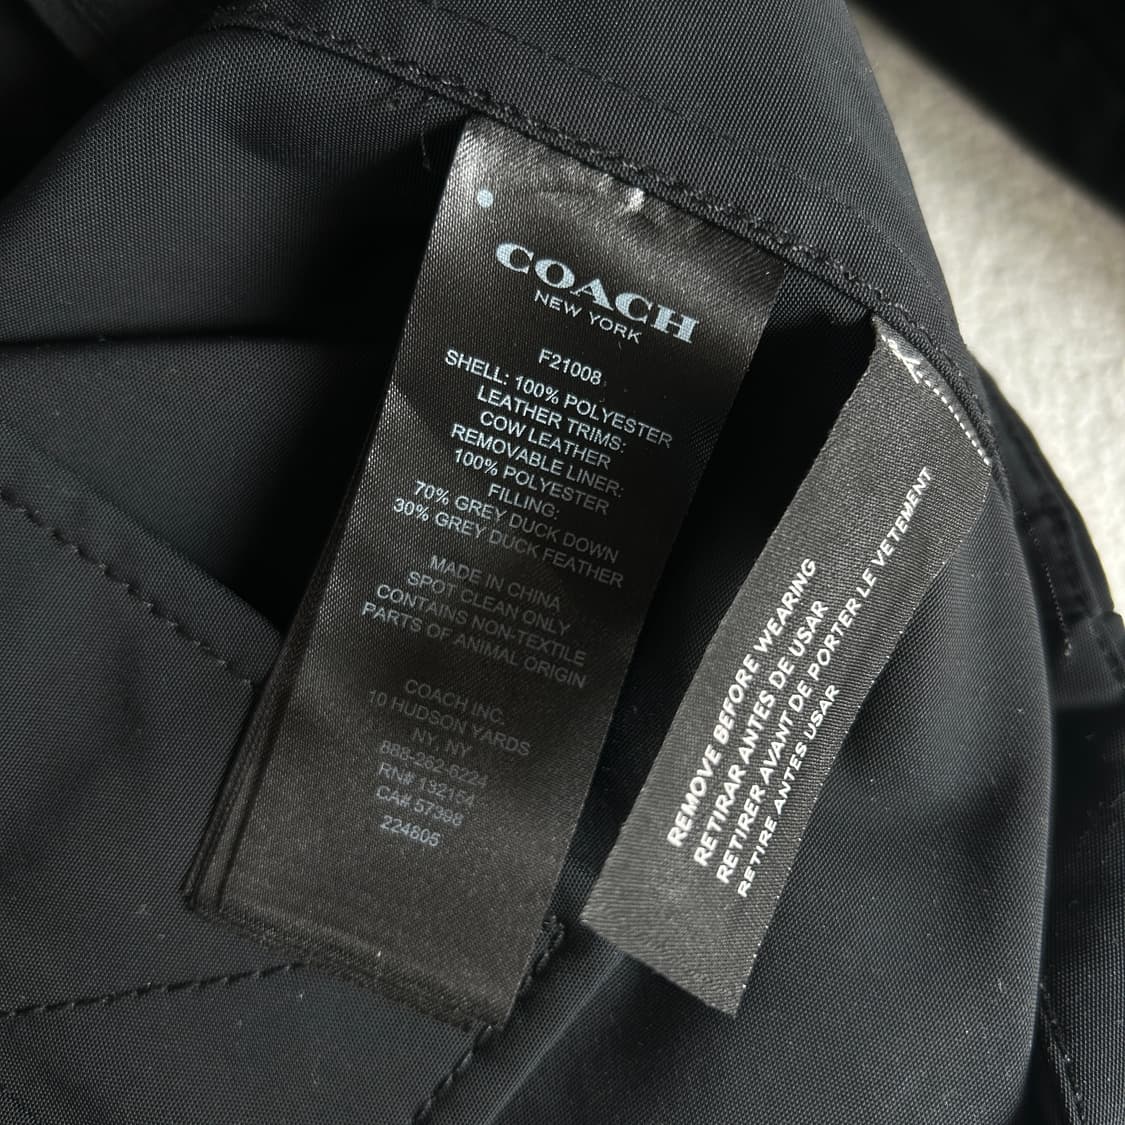 COACH
NEW YORK
F21008
SHELL: 100% POLYESTER
LEATHER TRIMS:
COW LEATHER
REMOVABLE LINER:
100% POLYESTER
FILLING:
70% GREY DUCK DOWN
30% GREY DUCK FEATHER
MADE IN CHINA
SPOT CLEAN ONLY
CONTAINS NON-TEXTILE
PARTS OF ANIMAL ORIGIN
COACH INC.
10 HUDSON YARDS
NY, NY
888-262-6224
RN# 132164
CA# 57398
224805
REMOVE BEFORE WEARING
RETIRAR ANTES DE USAR
RETIRER AVANT DE PORTER LE VETEMENT
RETIRE ANTES USAR